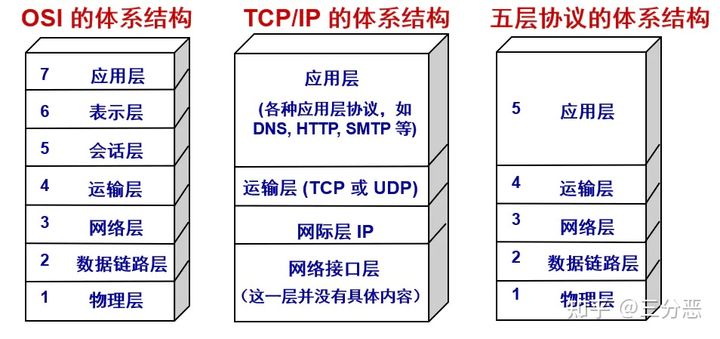 OSI 的体系结构
7 应用层
6 表示层
5 会话层
4 运输层
3 网络层
2 数据链路层
1 物理层
TCP/IP 的体系结构
应用层
(各种应用层协议，如
DNS, HTTP, SMTP 等)
运输层 (TCP 或 UDP)
网际层 IP
网络接口层
（这一层并没有具体内容）
五层协议的体系结构
5 应用层
4 运输层
3 网络层
2 数据链路层
1 物理层
知乎 @三分恶